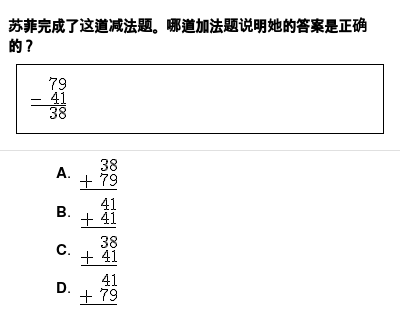 苏菲完成了这道减法题。哪道加法题说明她的答案是正确
的？
79
− 41
38
A. 38
+ 79
B. 41
+ 41
C. 38
+ 41
D. 41
+ 79